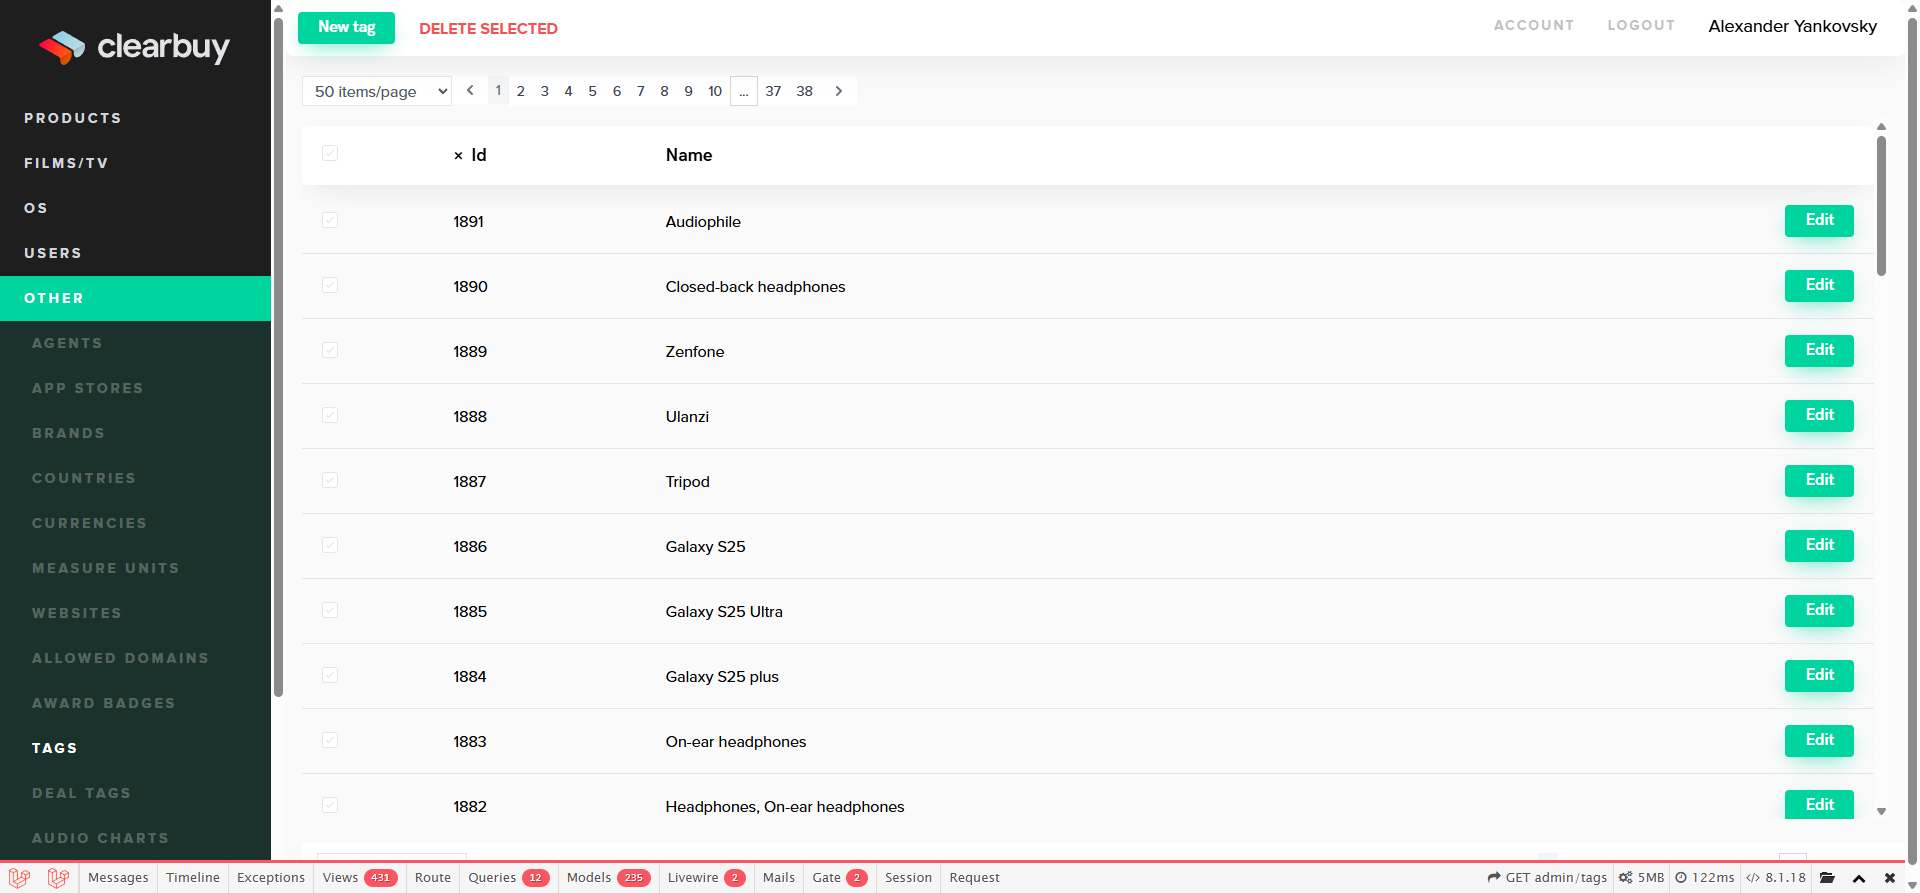 clearbuy
PRODUCTS
FILMS/TV
OS
USERS
OTHER
AGENTS
APP STORES
BRANDS
COUNTRIES
CURRENCIES
MEASURE UNITS
WEBSITES
ALLOWED DOMAINS
AWARD BADGES
TAGS
DEAL TAGS
AUDIO CHARTS
New tag DELETE SELECTED ACCOUNT LOGOUT Alexander Yankovsky
50 items/page 1 2 3 4 5 6 7 8 9 10 ... 37 38
× Id Name
1891 Audiophile Edit
1890 Closed-back headphones Edit
1889 Zenfone Edit
1888 Ulanzi Edit
1887 Tripod Edit
1886 Galaxy S25 Edit
1885 Galaxy S25 Ultra Edit
1884 Galaxy S25 plus Edit
1883 On-ear headphones Edit
1882 Headphones, On-ear headphones Edit
Messages Timeline Exceptions Views 431 Route Queries 12 Models 235 Livewire 2 Mails Gate 2 Session Request GET admin/tags 5MB 122ms </> 8.1.18